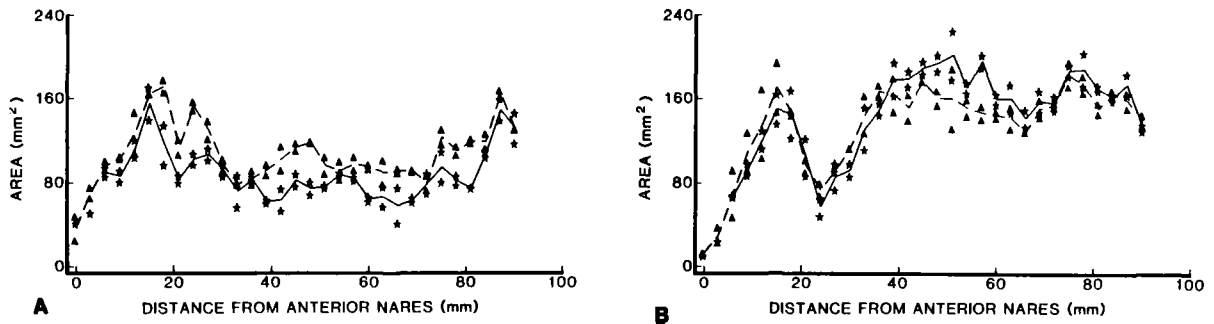 240
160
80
0
AREA (mm²)
0 20 40 60 80 100
A DISTANCE FROM ANTERIOR NARES (mm)
240
160
80
0
AREA (mm²)
0 20 40 60 80 100
B DISTANCE FROM ANTERIOR NARES (mm)